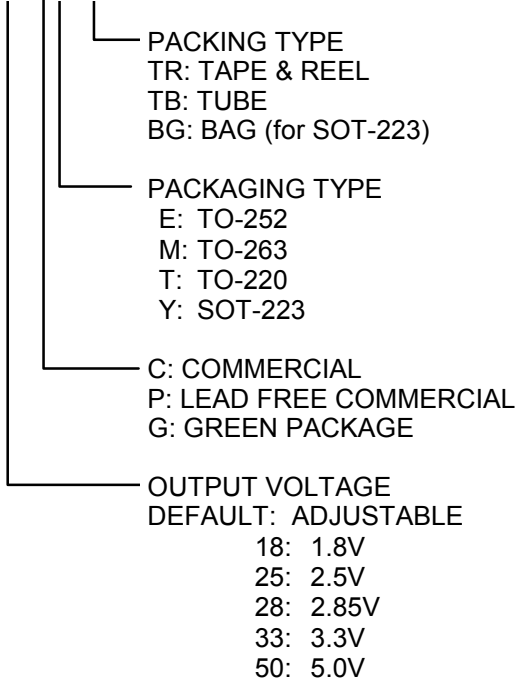 PACKING TYPE
TR: TAPE & REEL
TB: TUBE
BG: BAG (for SOT-223)
PACKAGING TYPE
E: TO-252
M: TO-263
T: TO-220
Y: SOT-223
C: COMMERCIAL
P: LEAD FREE COMMERCIAL
G: GREEN PACKAGE
OUTPUT VOLTAGE
DEFAULT: ADJUSTABLE
18: 1.8V
25: 2.5V
28: 2.85V
33: 3.3V
50: 5.0V